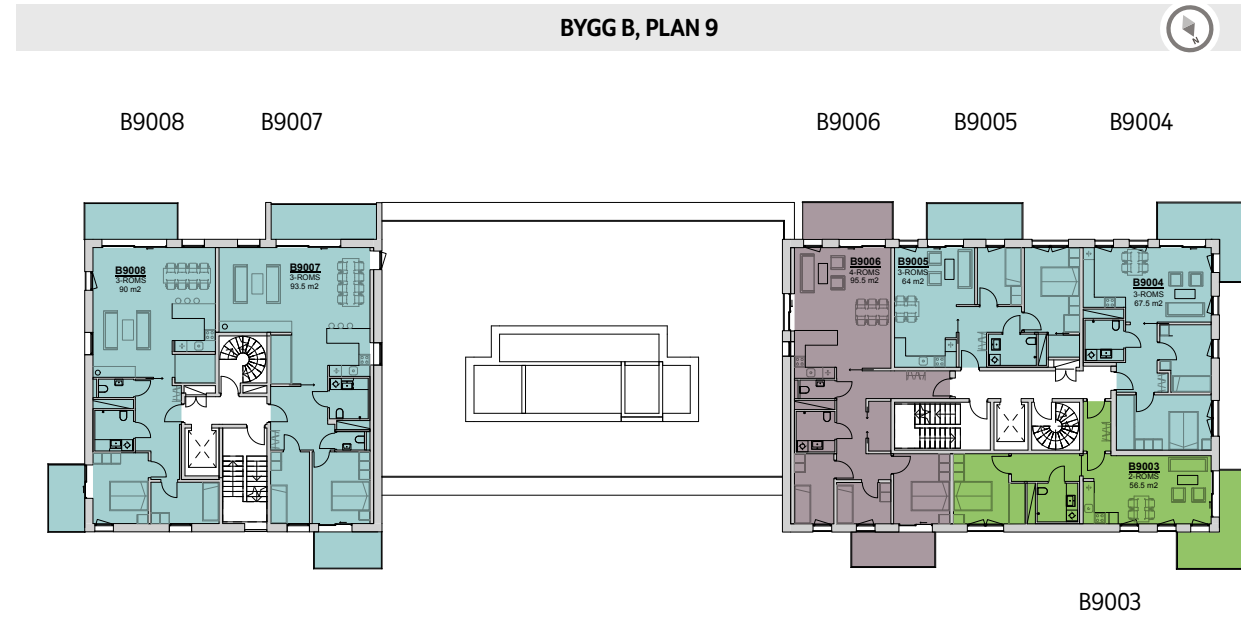 BYGG B, PLAN 9
N
B9008
B9007
B9006
B9005
B9004
B9008
3-ROMS
90 m2
B9007
3-ROMS
93.5 m2
B9006
4-ROMS
95.5 m2
B9005
3-ROMS
64 m2
B9004
3-ROMS
67.5 m2
B9003
2-ROMS
56.5 m2
B9003